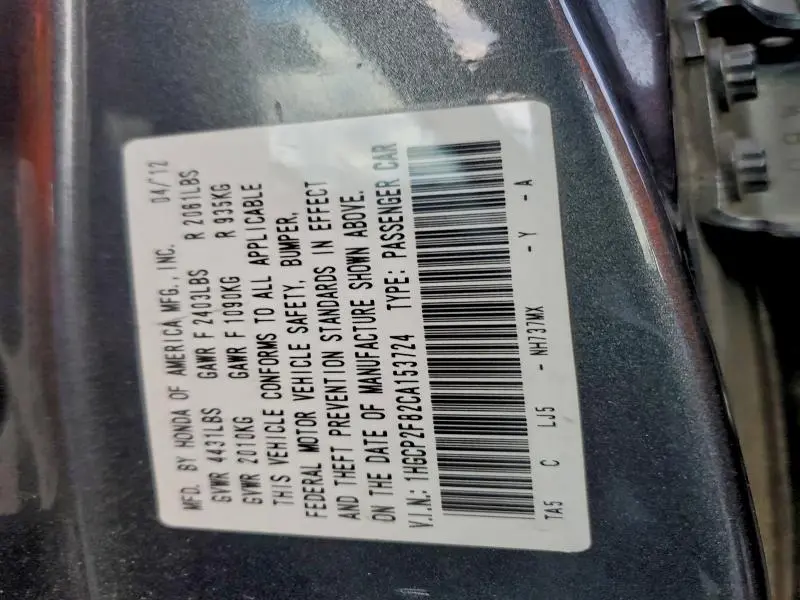 MFD. BY HONDA OF AMERICA MFG., INC. 04/12
GVWR 4431LBS GAWR F 2403LBS R 2061LBS
GVWR 2010KG GAWR F 1090KG R 935KG
THIS VEHICLE CONFORMS TO ALL APPLICABLE
FEDERAL MOTOR VEHICLE SAFETY, BUMPER,
AND THEFT PREVENTION STANDARDS IN EFFECT
ON THE DATE OF MANUFACTURE SHOWN ABOVE.
V.I.N.: 1HGCP2F82CA153724 TYPE: PASSENGER CAR
TA5 C LJ5 - NH737MX - Y - A